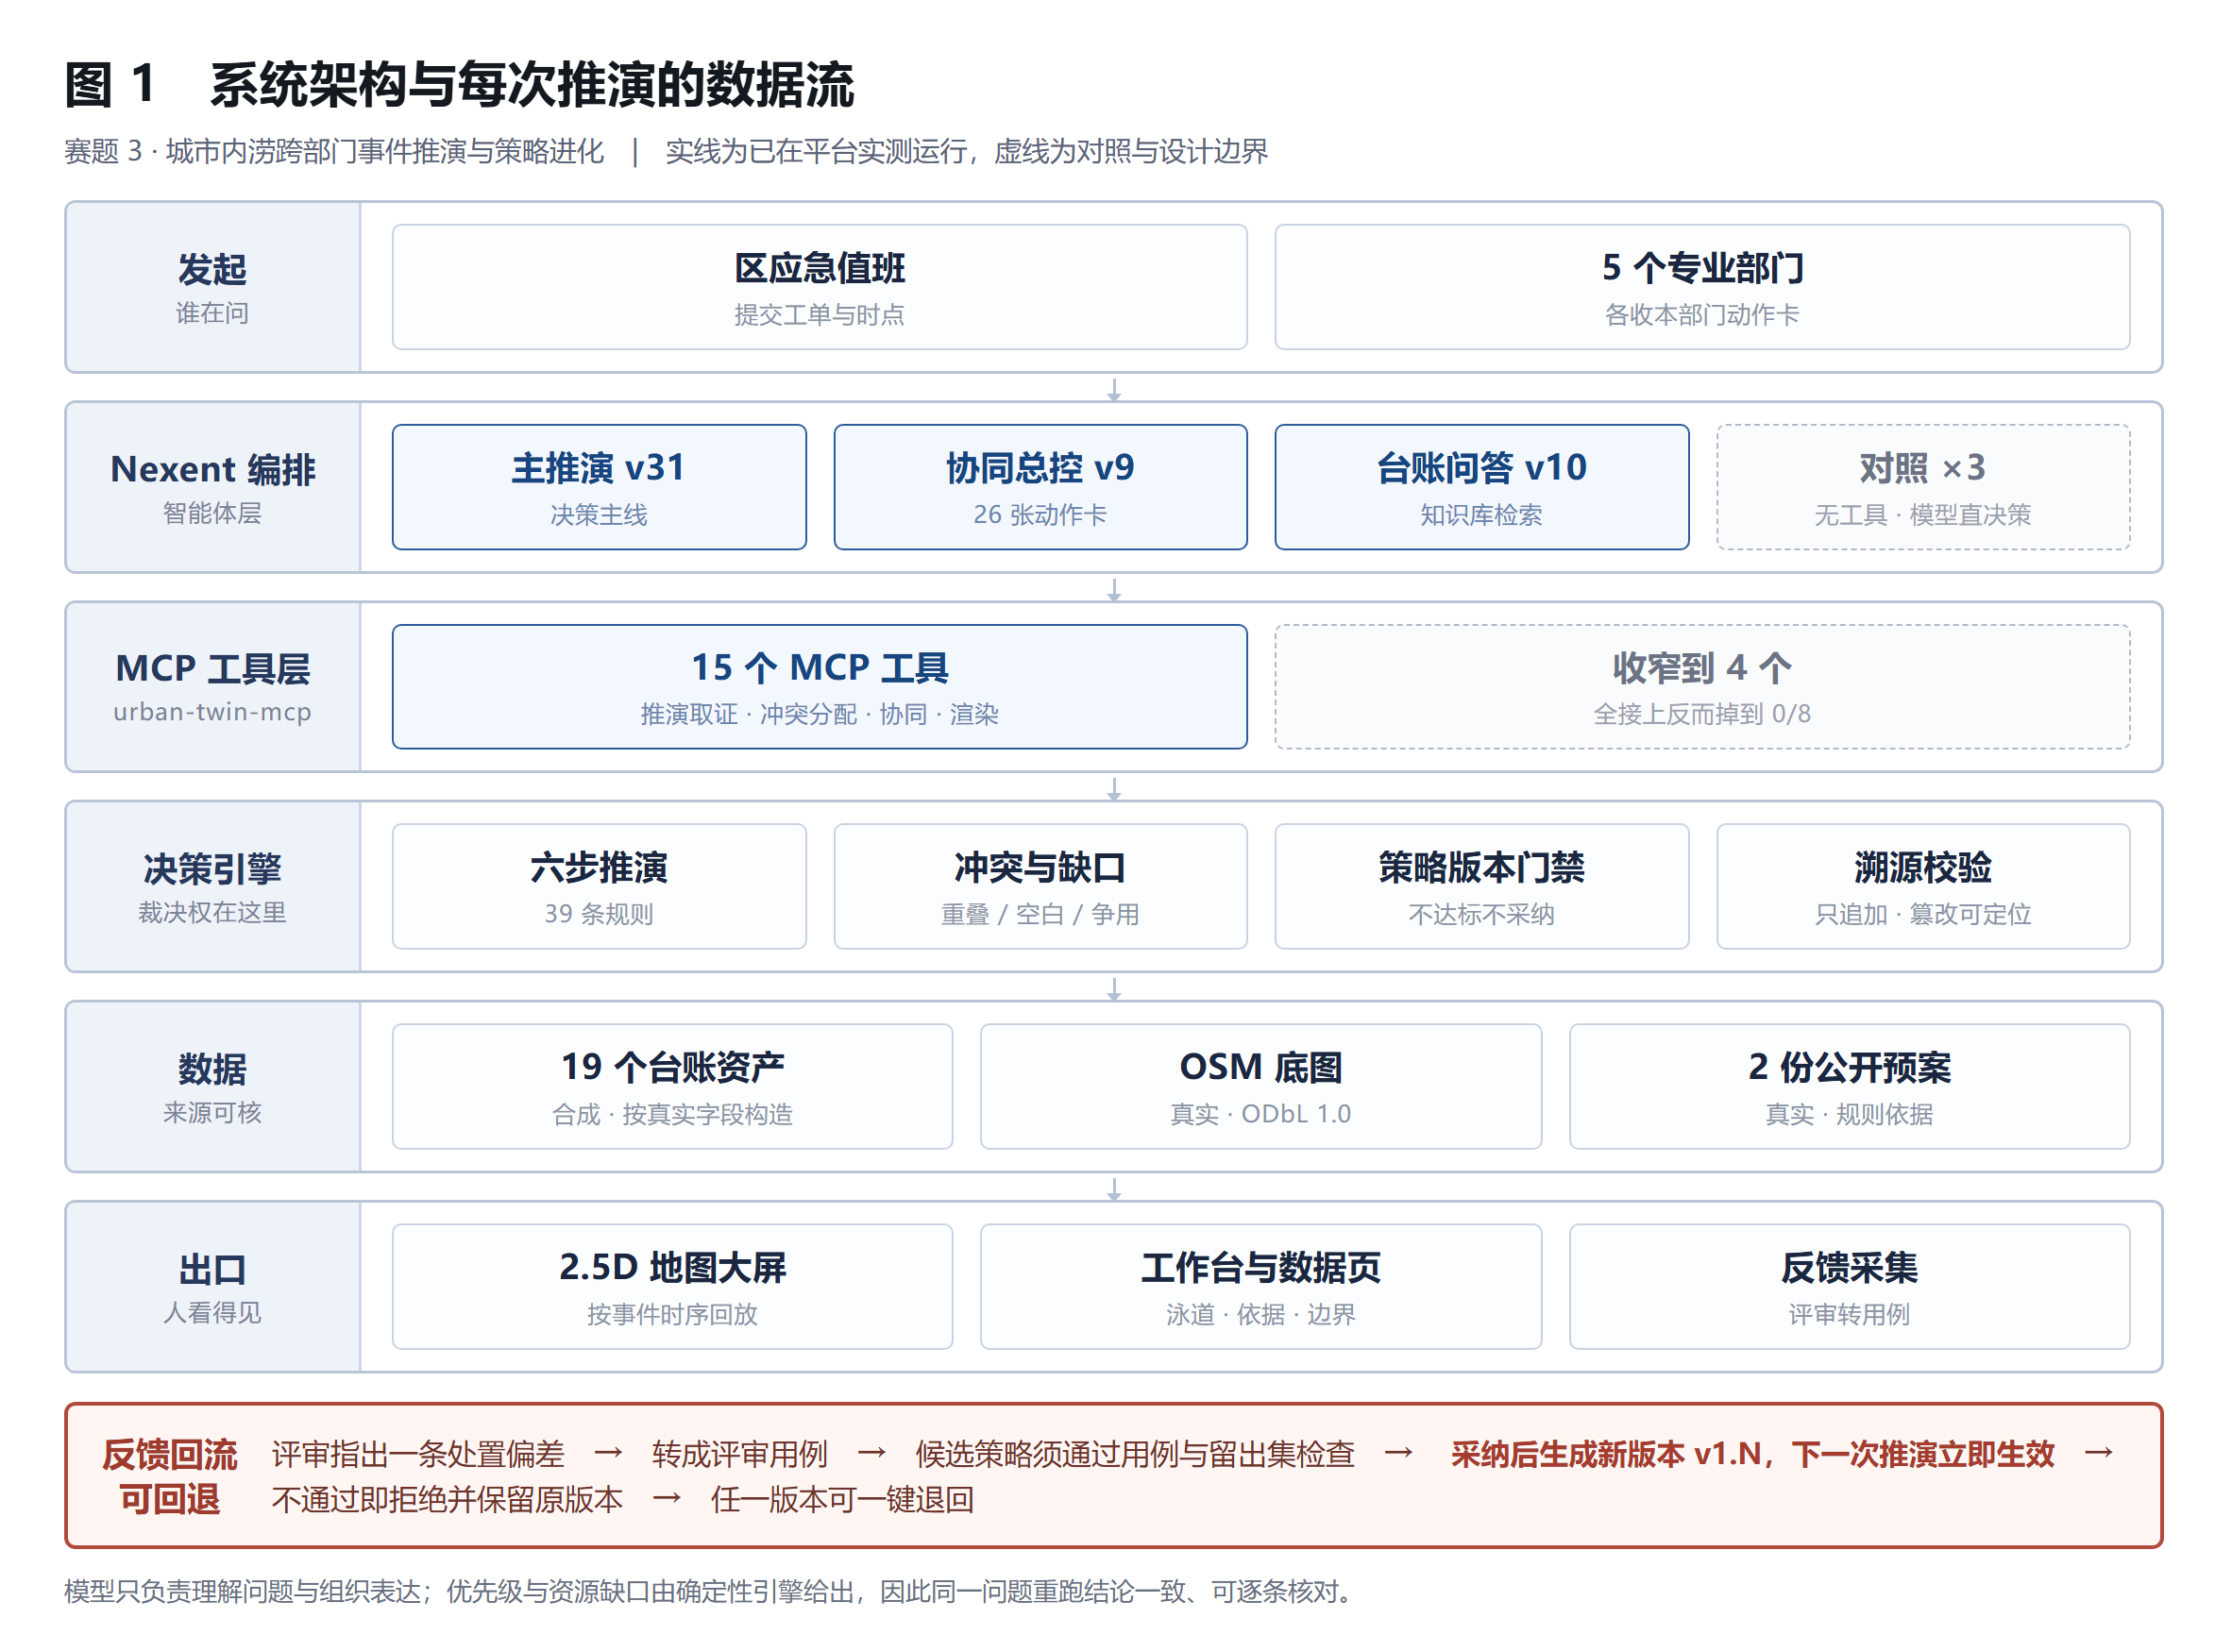 图 1 系统架构与每次推演的数据流
赛题 3 · 城市内涝跨部门事件推演与策略进化 | 实线为已在平台实测运行，虚线为对照与设计边界
发起
谁在问
区应急值班
提交工单与时点
5 个专业部门
各收本部门动作卡
Nexent 编排
智能体层
主推演 v31
决策主线
协同总控 v9
26 张动作卡
台账问答 v10
知识库检索
对照 ×3
无工具 · 模型直决策
MCP 工具层
urban-twin-mcp
15 个 MCP 工具
推演取证 · 冲突分配 · 协同 · 渲染
收窄到 4 个
全接上反而掉到 0/8
决策引擎
裁决权在这里
六步推演
39 条规则
冲突与缺口
重叠 / 空白 / 争用
策略版本门禁
不达标不采纳
溯源校验
只追加 · 篡改可定位
数据
来源可核
19 个台账资产
合成 · 按真实字段构造
OSM 底图
真实 · ODbL 1.0
2 份公开预案
真实 · 规则依据
出口
人看得见
2.5D 地图大屏
按事件时序回放
工作台与数据页
泳道 · 依据 · 边界
反馈采集
评审转用例
反馈回流
可回退
评审指出一条处置偏差 → 转成评审用例 → 候选策略须通过用例与留出集检查 → 采纳后生成新版本 v1.N，下一次推演立即生效 →
不通过即拒绝并保留原版本 → 任一版本可一键退回
模型只负责理解问题与组织表达；优先级与资源缺口由确定性引擎给出，因此同一问题重跑结论一致、可逐条核对。